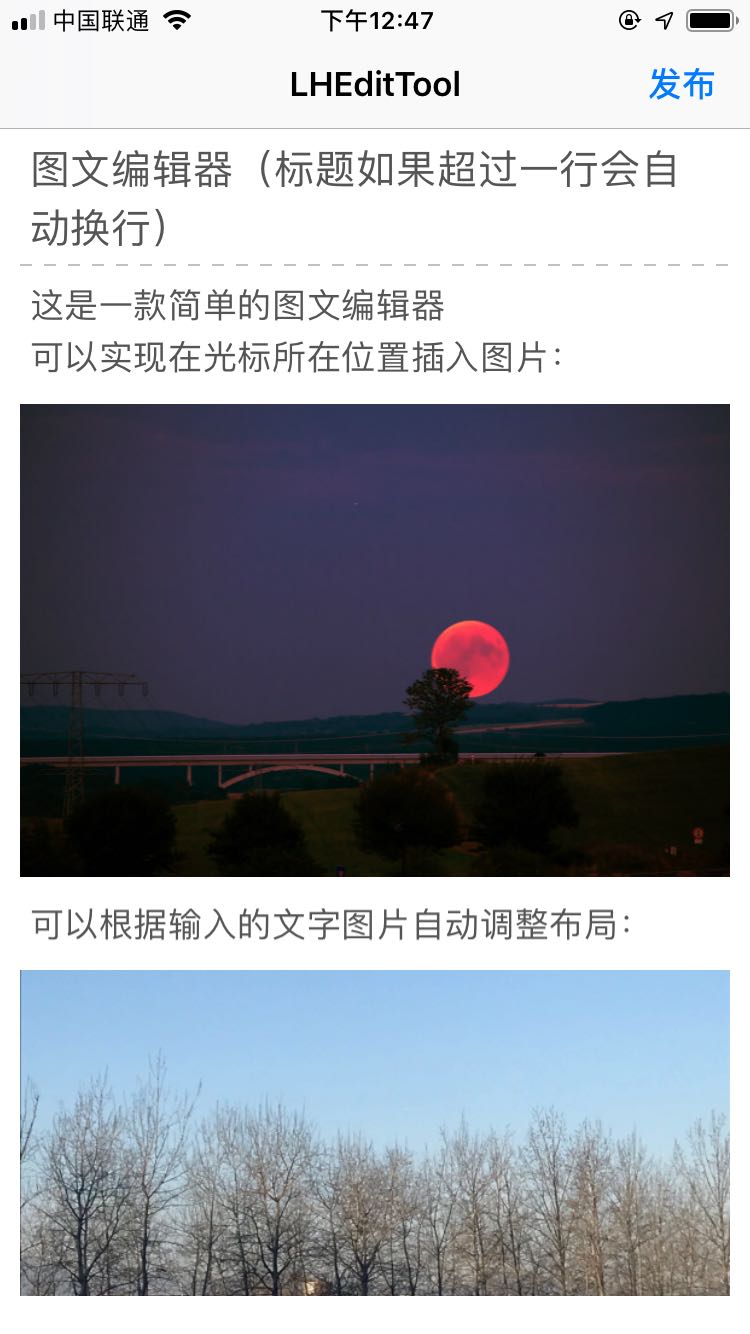 中国联通
下午12:47
LHEditTool
发布
图文编辑器（标题如果超过一行会自
动换行）
这是一款简单的图文编辑器
可以实现在光标所在位置插入图片：
可以根据输入的文字图片自动调整布局：